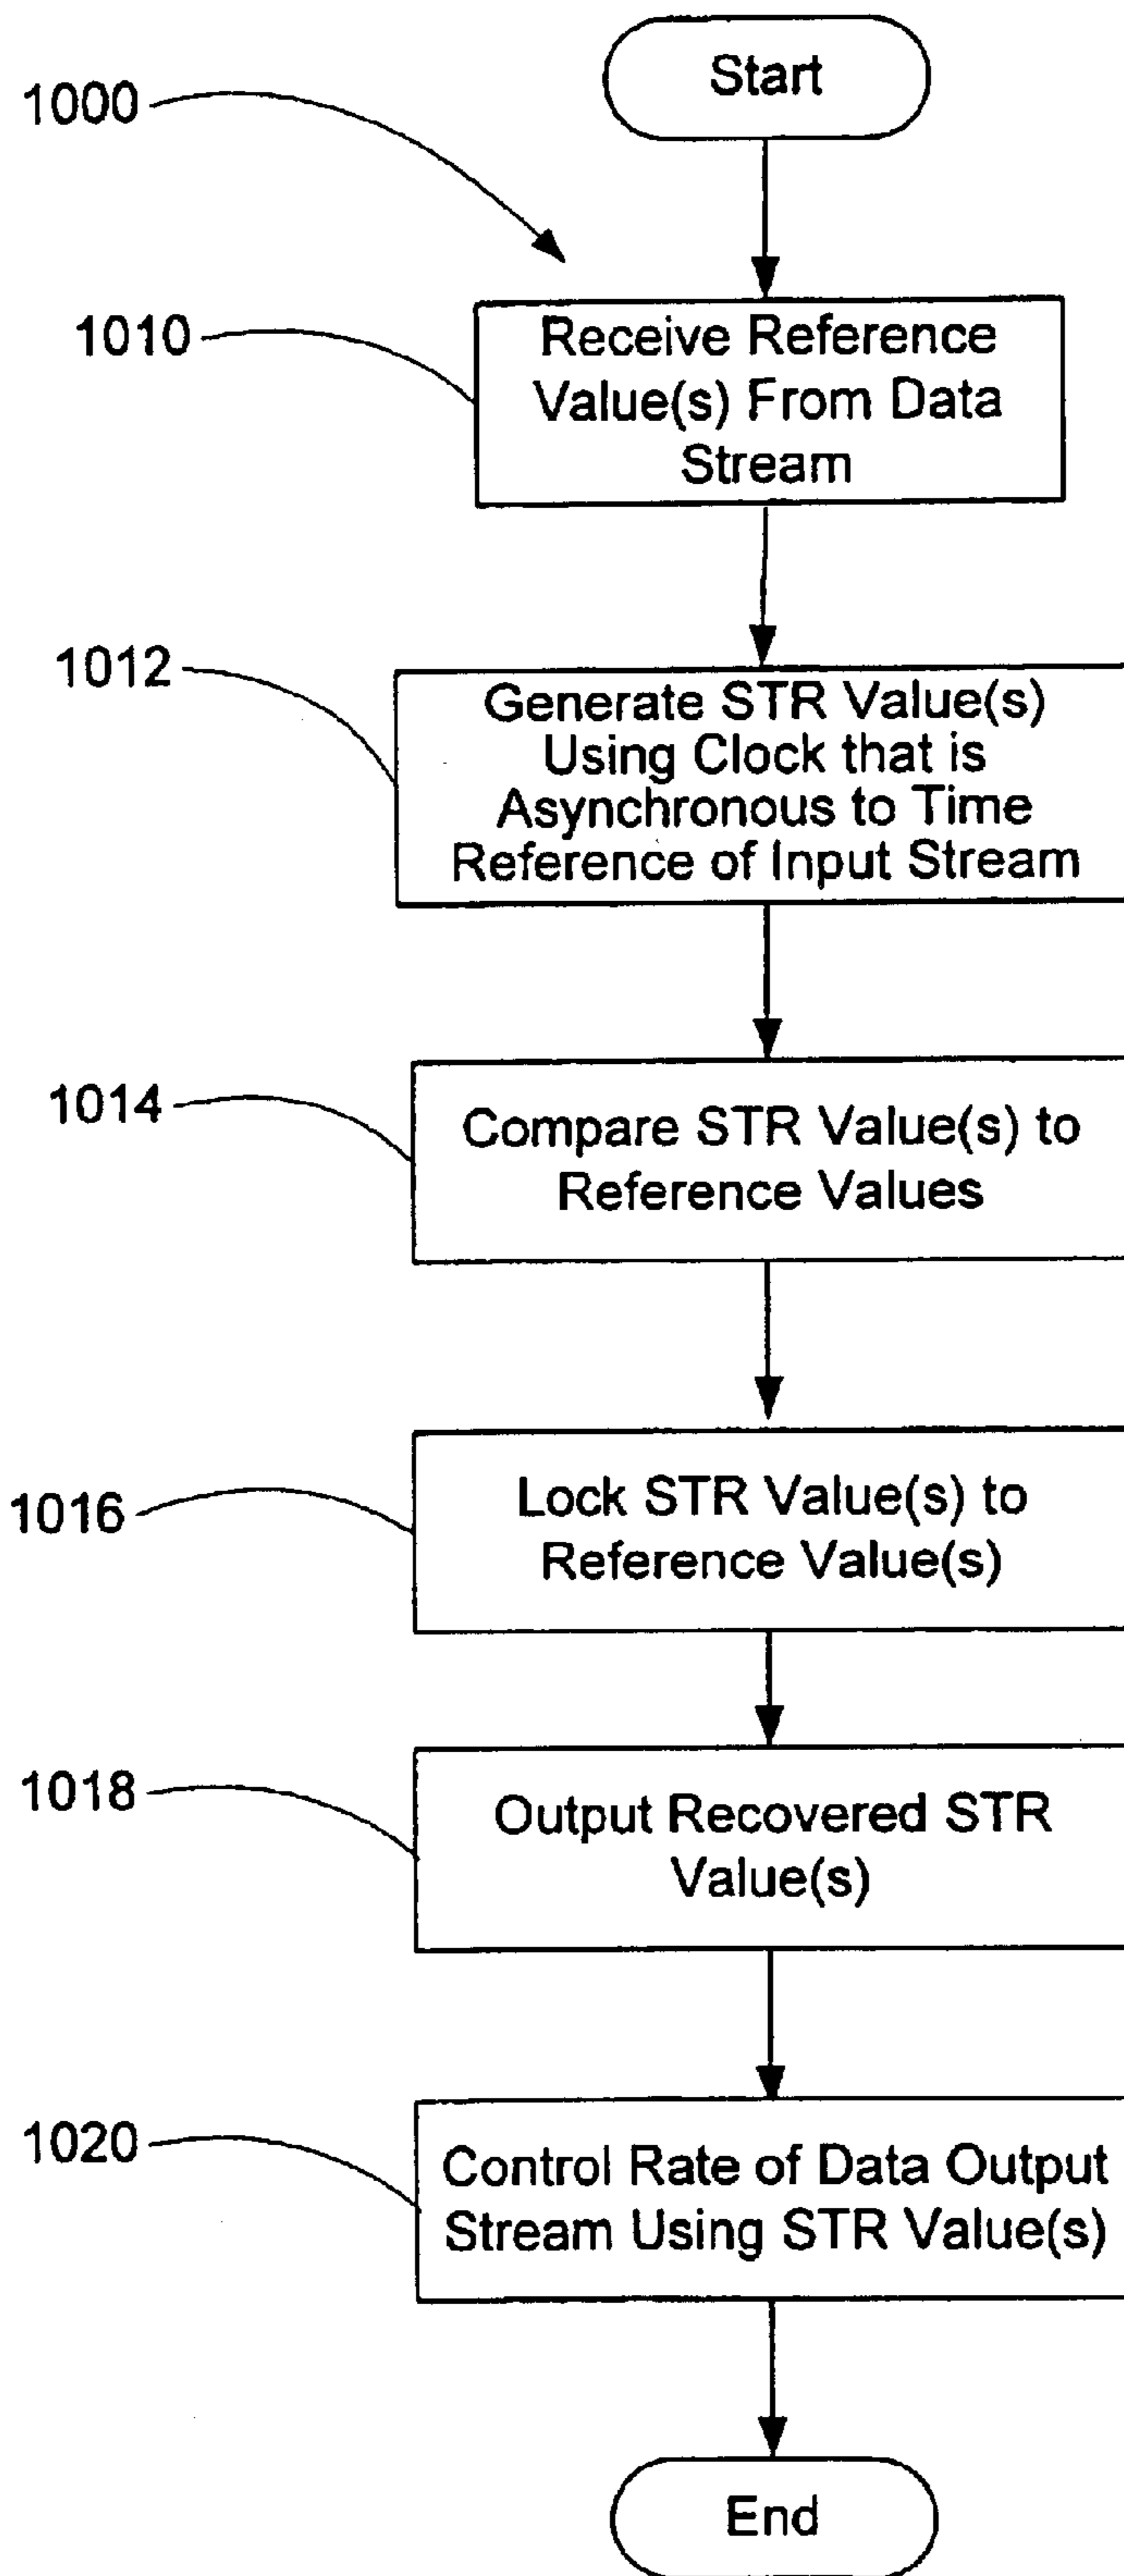 Start
1000
1010
Receive Reference
Value(s) From Data
Stream
1012
Generate STR Value(s)
Using Clock that is
Asynchronous to Time
Reference of Input Stream
1014
Compare STR Value(s) to
Reference Values
1016
Lock STR Value(s) to
Reference Value(s)
1018
Output Recovered STR
Value(s)
1020
Control Rate of Data Output
Stream Using STR Value(s)
End